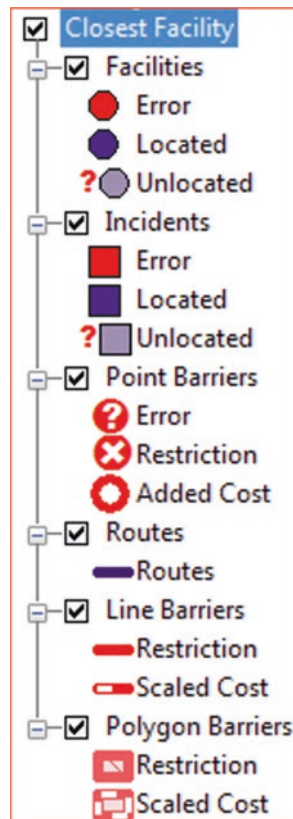 Closest Facility
Facilities
Error
Located
? Unlocated
Incidents
Error
Located
? Unlocated
Point Barriers
? Error
Restriction
Added Cost
Routes
Routes
Line Barriers
Restriction
Scaled Cost
Polygon Barriers
Restriction
Scaled Cost